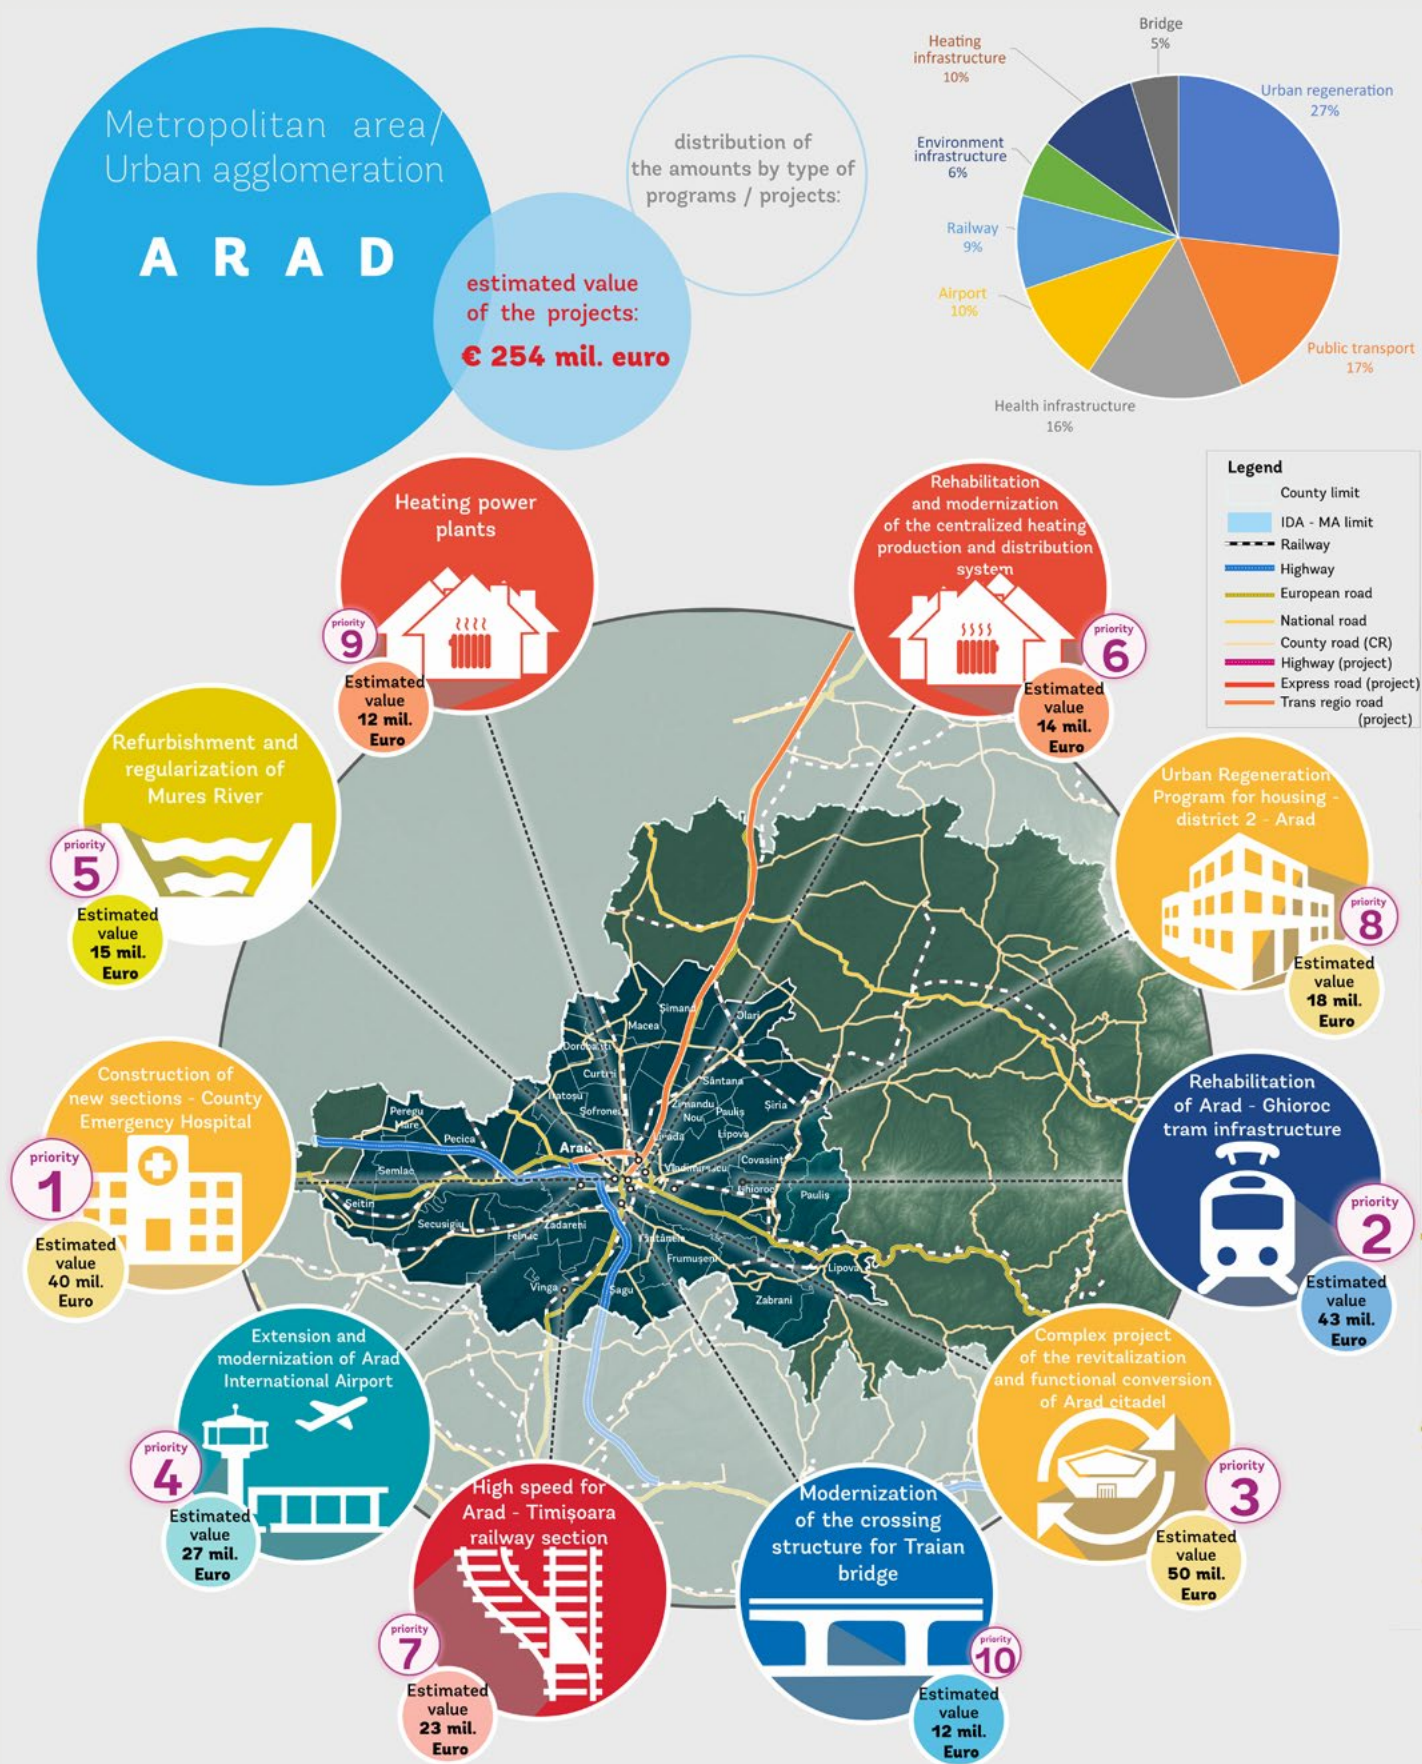 Metropolitan area/
Urban agglomeration
ARAD
estimated value
of the projects:
€ 254 mil. euro
distribution of
the amounts by type of
programs / projects:
Bridge
5%
Heating
infrastructure
10%
Urban regeneration
27%
Environment
infrastructure
6%
Railway
9%
Airport
10%
Public transport
17%
Health infrastructure
16%
Legend
County limit
IDA - MA limit
Railway
Highway
European road
National road
County road (CR)
Highway (project)
Express road (project)
Trans regio road
(project)
Heating power
plants
priority
9
Estimated
value
12 mil.
Euro
Rehabilitation
and modernization
of the centralized heating
production and distribution
system
priority
6
Estimated
value
14 mil.
Euro
Refurbishment and
regularization of
Mures River
priority
5
Estimated
value
15 mil.
Euro
Urban Regeneration
Program for housing -
district 2 - Arad
priority
8
Estimated
value
18 mil.
Euro
Construction of
new sections - County
Emergency Hospital
priority
1
Estimated
value
40 mil.
Euro
Rehabilitation
of Arad - Ghioroc
tram infrastructure
priority
2
Estimated
value
43 mil.
Euro
Șimand
Olari
Macea
Curtici
Sântana
Șofronea
Zimandu
Nou
Pauliș
Șiria
Peregu
Mare
Pecica
Lipova
Arad
Livada
Vladimirescu
Covasint
Semlac
Ghioroc
Pauliș
Seitin
Secusigiu
Zadareni
Felnac
Frumușeni
Lipova
Vinga
Șagu
Zabrani
Extension and
modernization of Arad
International Airport
priority
4
Estimated
value
27 mil.
Euro
Complex project
of the revitalization
and functional conversion
of Arad citadel
priority
3
Estimated
value
50 mil.
Euro
High speed for
Arad - Timișoara
railway section
priority
7
Estimated
value
23 mil.
Euro
Modernization
of the crossing
structure for Traian
bridge
priority
10
Estimated
value
12 mil.
Euro